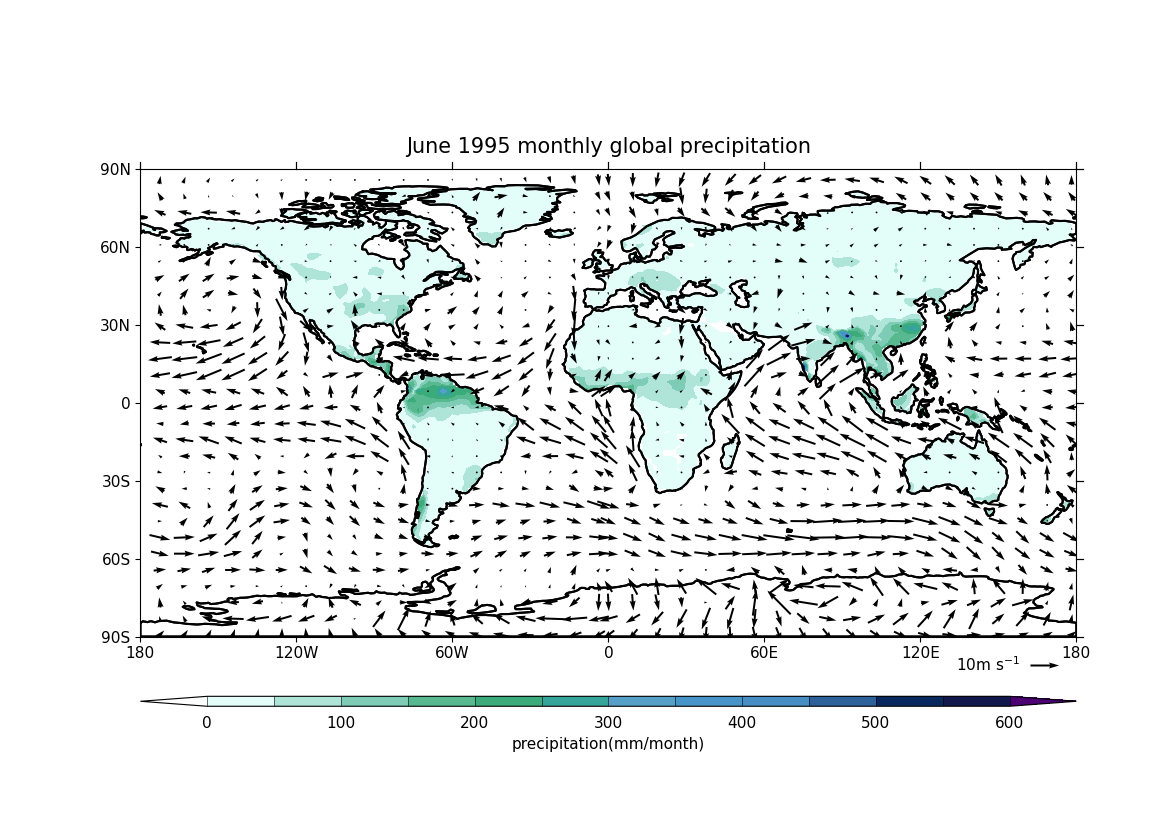 June 1995 monthly global precipitation
90N
60N
30N
0
30S
60S
90S
180 120W 60W 0 60E 120E 180
10m s⁻¹
0 100 200 300 400 500 600
precipitation(mm/month)